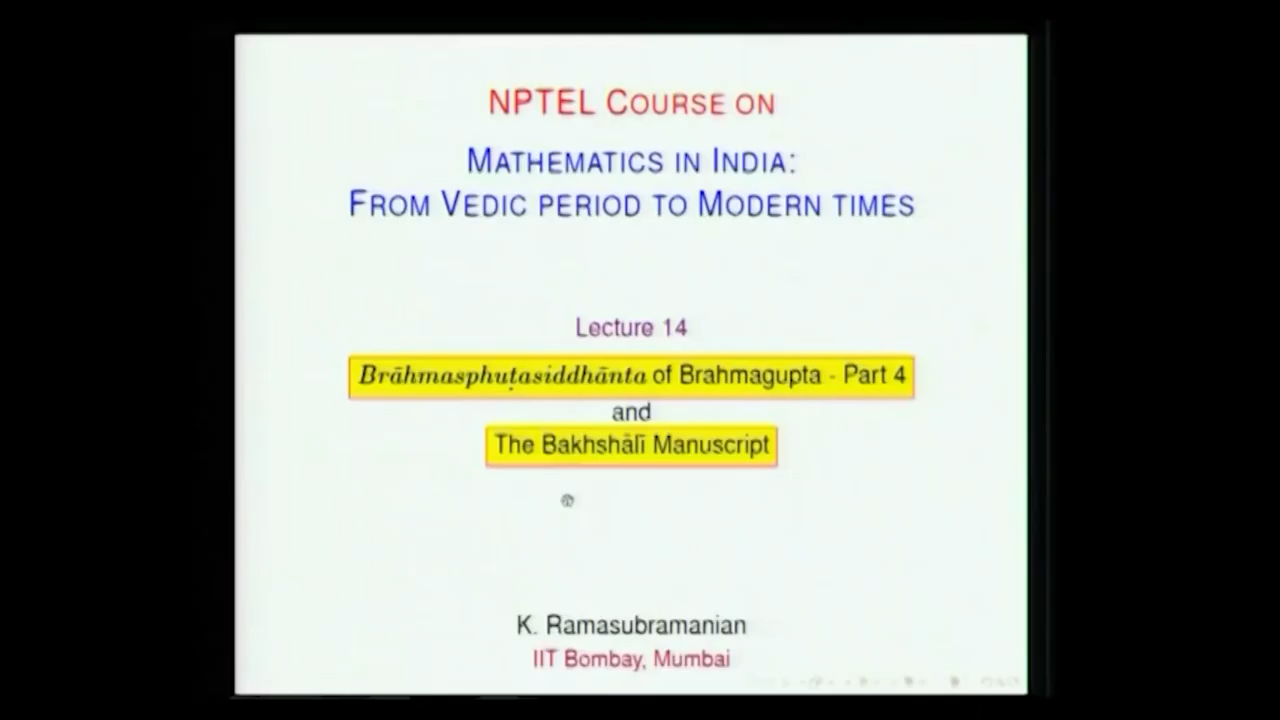 NPTEL COURSE ON
MATHEMATICS IN INDIA:
FROM VEDIC PERIOD TO MODERN TIMES
Lecture 14
Brāhmasphuṭasiddhānta of Brahmagupta - Part 4
and
The Bakhshālī Manuscript
K. Ramasubramanian
IIT Bombay, Mumbai